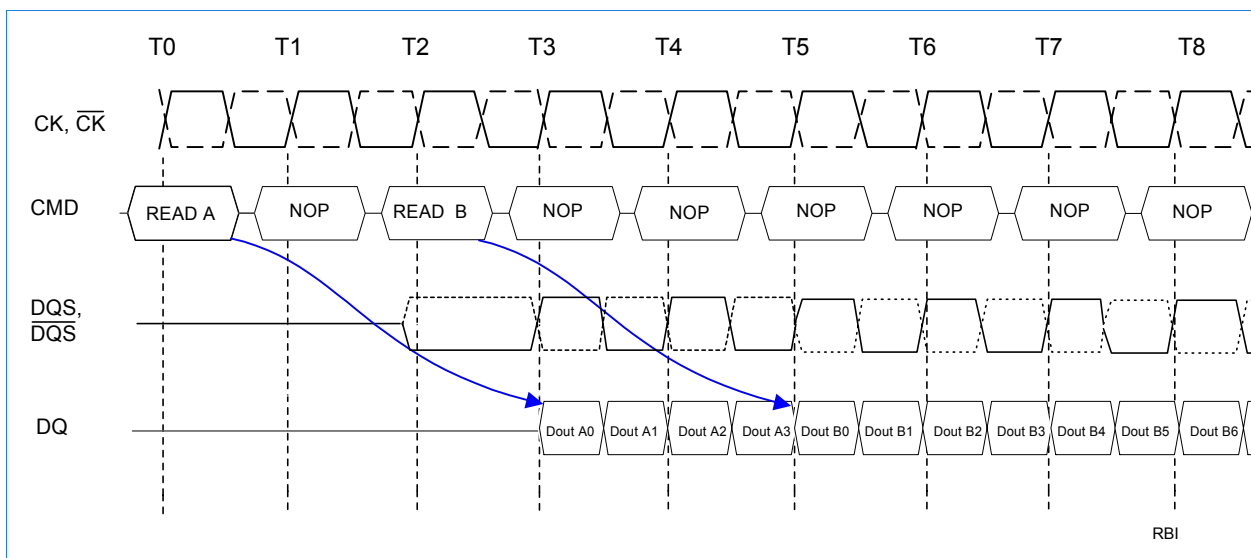 T0 T1 T2 T3 T4 T5 T6 T7 T8
CK, CK
CMD READ A NOP READ B NOP NOP NOP NOP NOP NOP
DQS,
DQS
DQ Dout A0 Dout A1 Dout A2 Dout A3 Dout B0 Dout B1 Dout B2 Dout B3 Dout B4 Dout B5 Dout B6
RBI